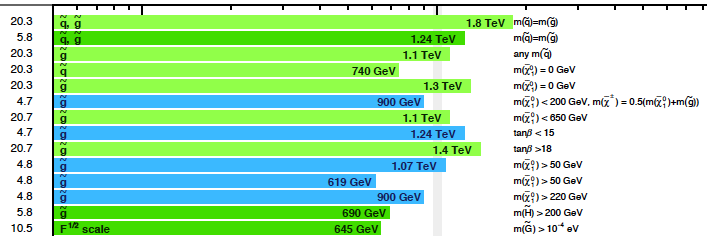 20.3 q̃, g̃ 1.8 TeV m(q̃)=m(g̃)
5.8 q̃, g̃ 1.24 TeV m(q̃)=m(g̃)
20.3 g̃ 1.1 TeV any m(q̃)
20.3 q̃ 740 GeV m(χ̃⁰₁) = 0 GeV
20.3 g̃ 1.3 TeV m(χ̃⁰₁) = 0 GeV
4.7 g̃ 900 GeV m(χ̃⁰₁) < 200 GeV, m(χ̃±) = 0.5(m(χ̃⁰₁)+m(g̃))
20.7 g̃ 1.1 TeV m(χ̃⁰₁) < 650 GeV
4.7 g̃ 1.24 TeV tanβ < 15
20.7 g̃ 1.4 TeV tanβ >18
4.8 g̃ 1.07 TeV m(χ̃⁰₁) > 50 GeV
4.8 g̃ 619 GeV m(χ̃⁰₁) > 50 GeV
4.8 g̃ 900 GeV m(χ̃⁰₁) > 220 GeV
5.8 g̃ 690 GeV m(H̃) > 200 GeV
10.5 F¹/² scale 645 GeV m(G̃) > 10⁻⁴ eV